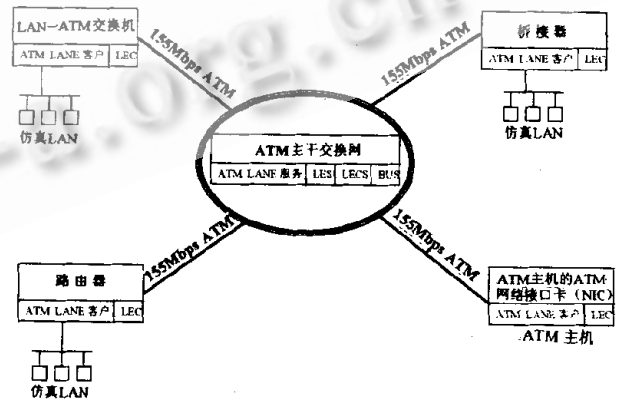 LAN-ATM交换机
ATM LANE 客户 LEC
仿真LAN
155Mbps ATM
桥接器
ATM LANE 客户 LEC
仿真LAN
155Mbps ATM
ATM主干交换网
ATM LANE 服务 LES LECS BUS
155Mbps ATM
路由器
ATM LANE 客户 LEC
仿真LAN
155Mbps ATM
ATM主机的ATM
网络接口卡(NIC)
ATM LANE 客户 LEC
ATM 主机
.org.cn